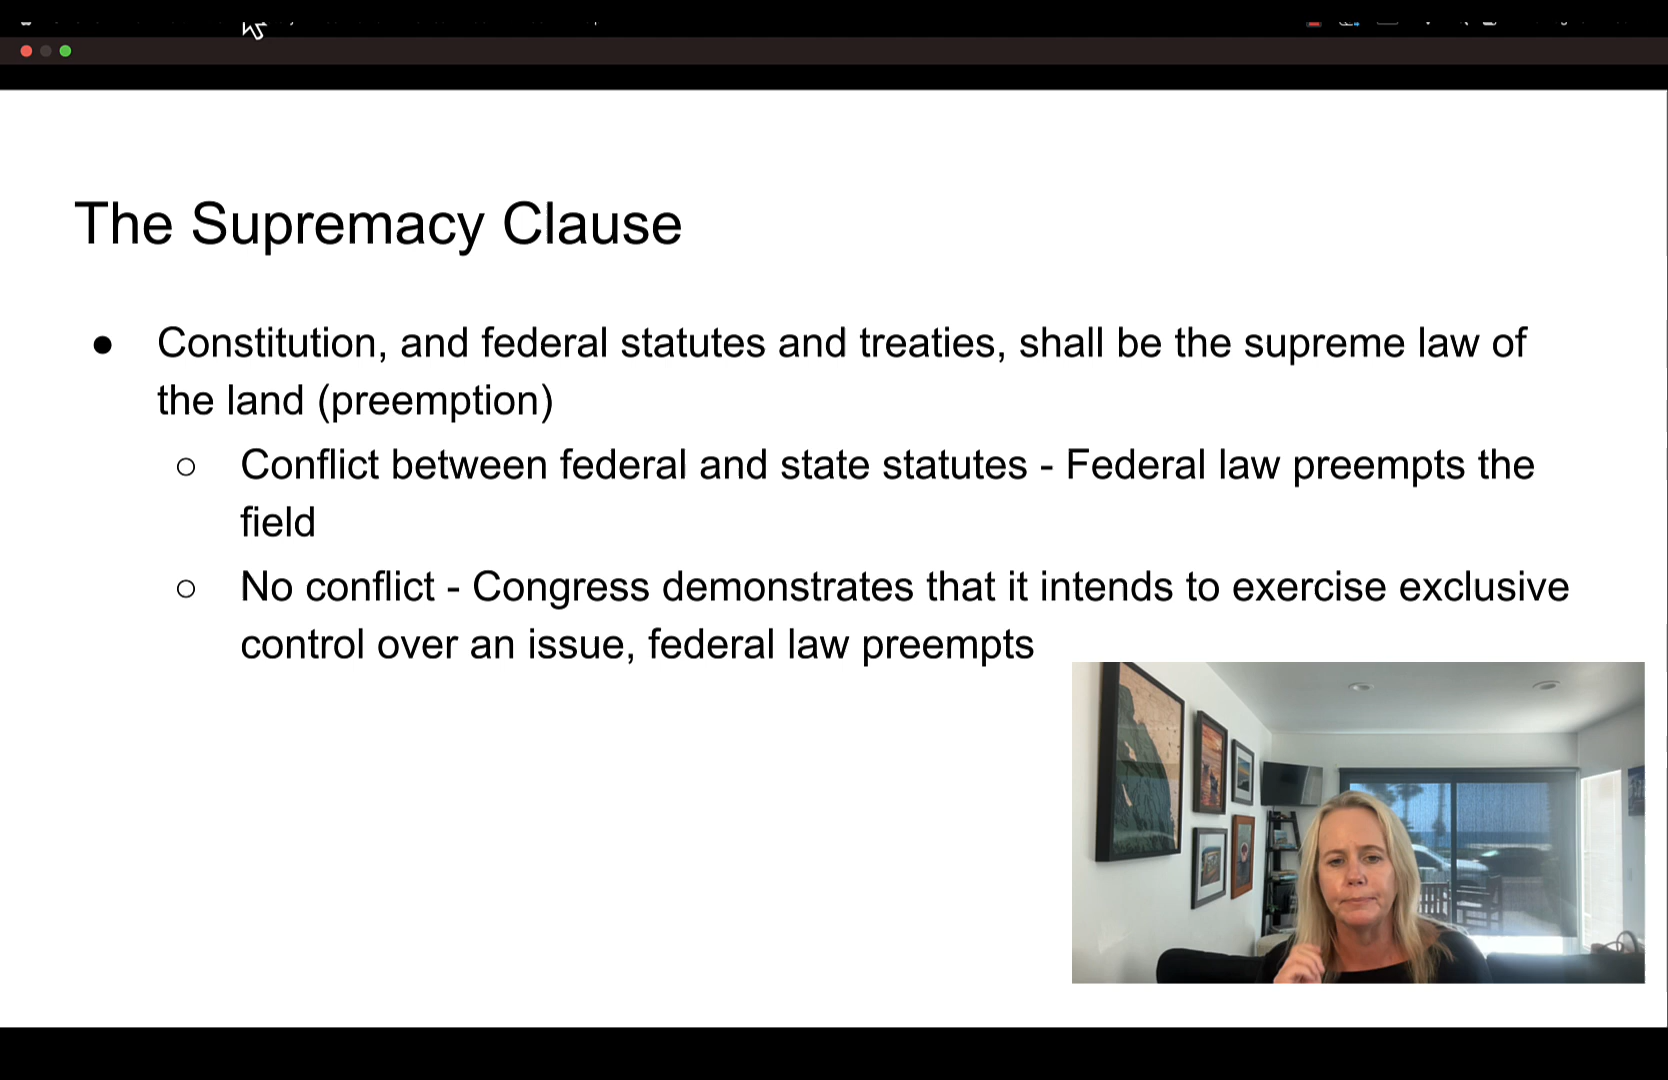 The Supremacy Clause
● Constitution, and federal statutes and treaties, shall be the supreme law of
the land (preemption)
○ Conflict between federal and state statutes - Federal law preempts the
field
○ No conflict - Congress demonstrates that it intends to exercise exclusive
control over an issue, federal law preempts